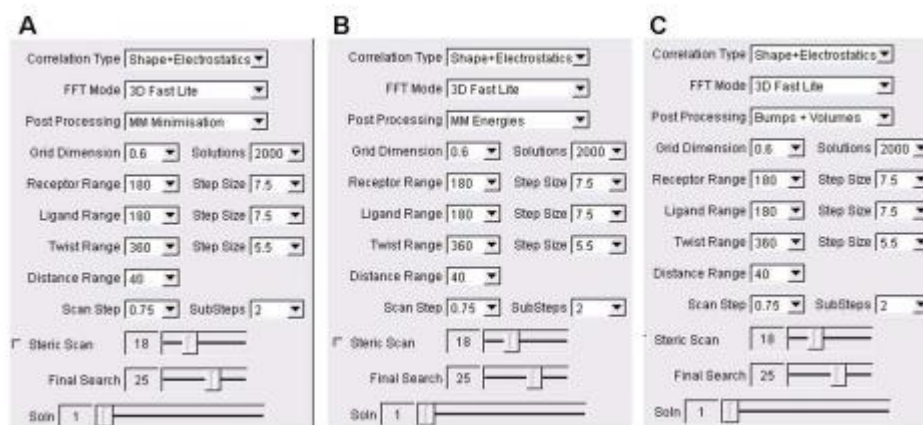 A
Correlation Type Shape+Electrostatics
FFT Mode 3D Fast Lite
Post Processing MM Minimisation
Grid Dimension 0.6 Solutions 2000
Receptor Range 180 Step Size 7.5
Ligand Range 180 Step Size 7.5
Twist Range 360 Step Size 5.5
Distance Range 40
Scan Step 0.75 SubSteps 2
Steric Scan 18
Final Search 25
Soln 1
B
Correlation Type Shape+Electrostatics
FFT Mode 3D Fast Lite
Post Processing MM Energies
Grid Dimension 0.6 Solutions 2000
Receptor Range 180 Step Size 7.5
Ligand Range 180 Step Size 7.5
Twist Range 360 Step Size 5.5
Distance Range 40
Scan Step 0.75 SubSteps 2
Steric Scan 18
Final Search 25
Soln 1
C
Correlation Type Shape+Electrostatics
FFT Mode 3D Fast Lite
Post Processing Bumps + Volumes
Grid Dimension 0.6 Solutions 2000
Receptor Range 180 Step Size 7.5
Ligand Range 180 Step Size 7.5
Twist Range 360 Step Size 5.5
Distance Range 40
Scan Step 0.75 SubSteps 2
Steric Scan 18
Final Search 25
Soln 1